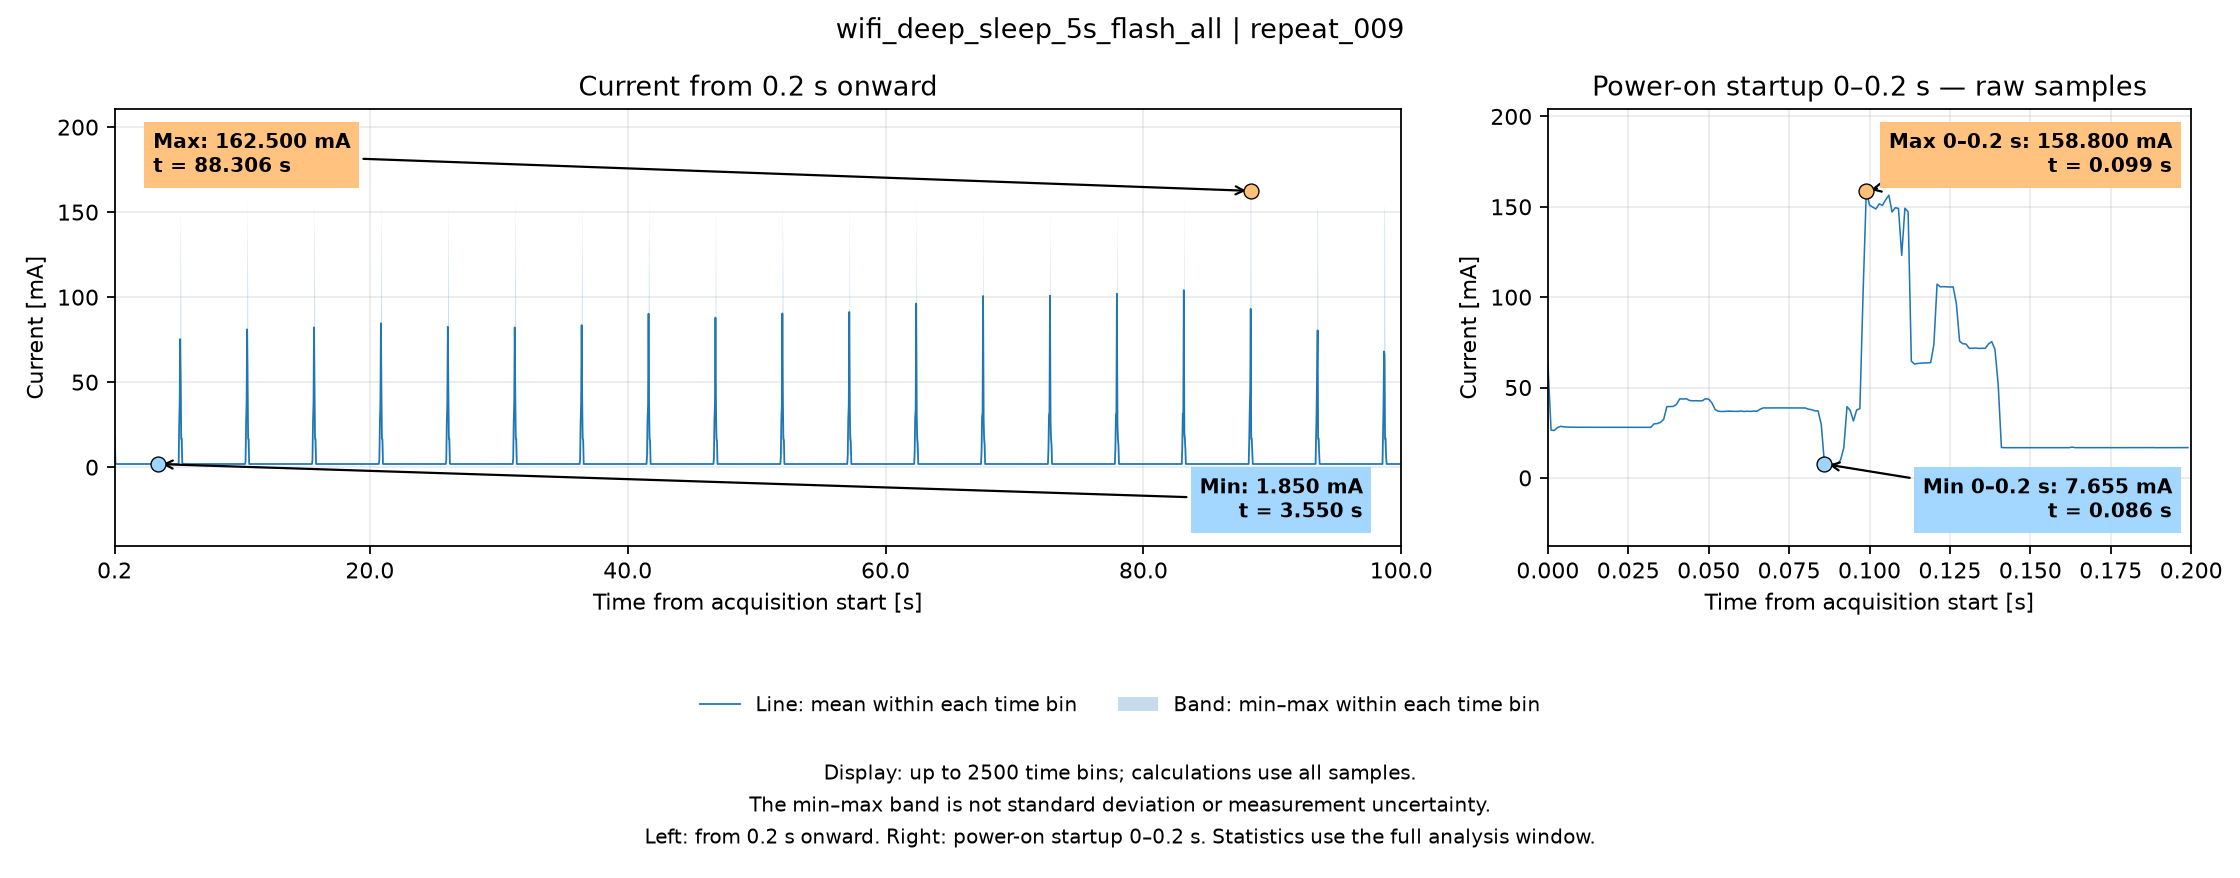 wifi_deep_sleep_5s_flash_all | repeat_009
Current from 0.2 s onward
Current [mA]
200
150
100
50
0
Max: 162.500 mA
t = 88.306 s
Min: 1.850 mA
t = 3.550 s
0.2
20.0
40.0
60.0
80.0
100.0
Time from acquisition start [s]
Power-on startup 0–0.2 s — raw samples
Current [mA]
200
150
100
50
0
Max 0–0.2 s: 158.800 mA
t = 0.099 s
Min 0–0.2 s: 7.655 mA
t = 0.086 s
0.000
0.025
0.050
0.075
0.100
0.125
0.150
0.175
0.200
Time from acquisition start [s]
Line: mean within each time bin
Band: min–max within each time bin
Display: up to 2500 time bins; calculations use all samples.
The min–max band is not standard deviation or measurement uncertainty.
Left: from 0.2 s onward. Right: power-on startup 0–0.2 s. Statistics use the full analysis window.